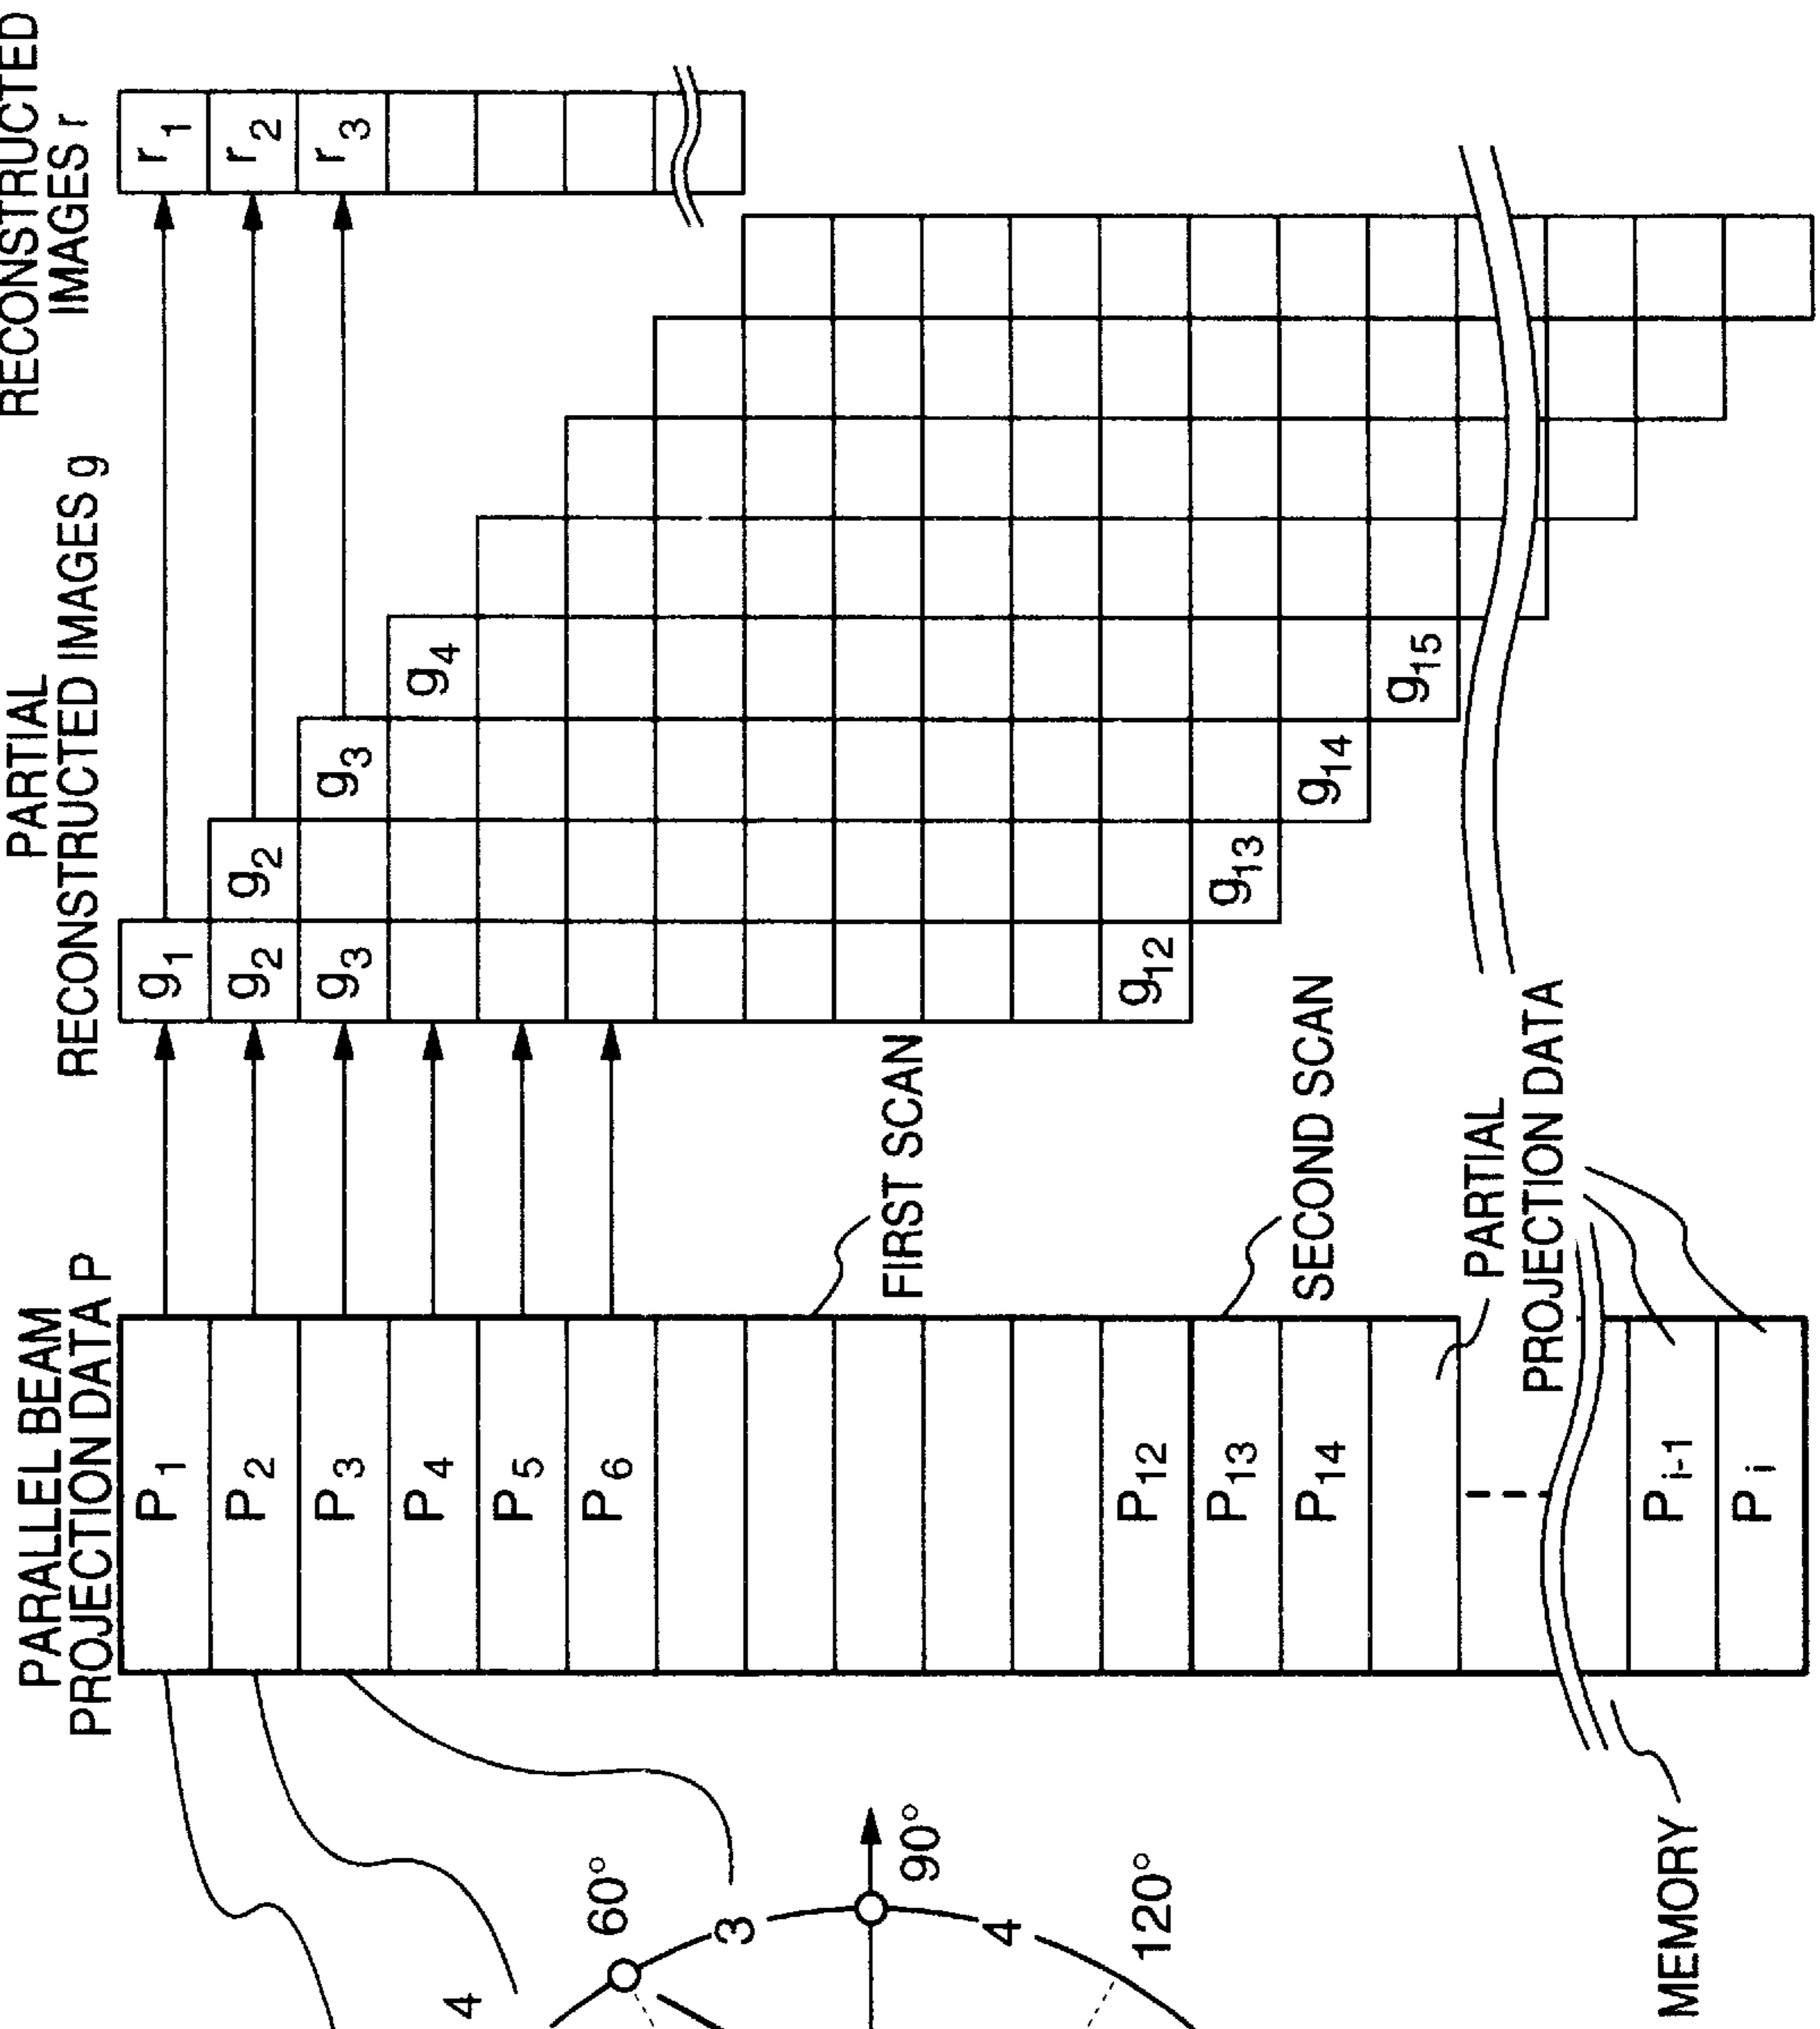 PARALLEL BEAM
PROJECTION DATA P
PARTIAL
RECONSTRUCTED IMAGES g
RECONSTRUCTED
IMAGES r
P1
P2
P3
P4
P5
P6
P12
P13
P14
Pi-1
Pi
g1
g2
g2
g3
g3
g4
g12
g13
g14
g15
r1
r2
r3
FIRST SCAN
SECOND SCAN
PARTIAL
PROJECTION DATA
MEMORY
4
60°
3
90°
4
120°